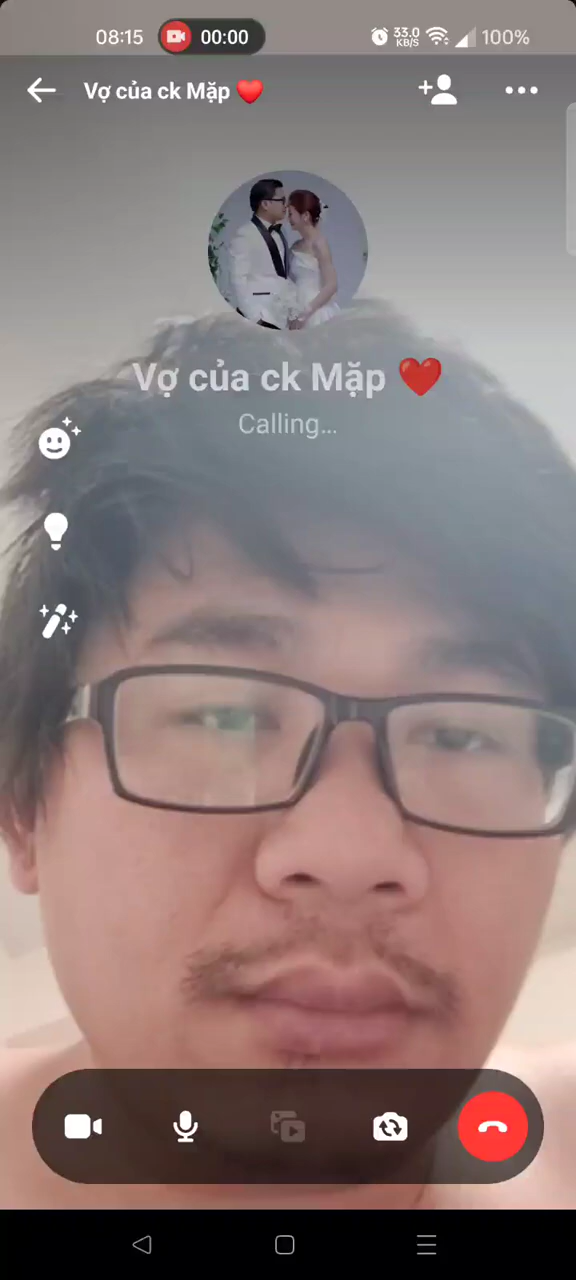 08:15 00:00 33.0 KB/S 100%
Vợ của ck Mặp ❤️
Vợ của ck Mặp ❤️
Calling...